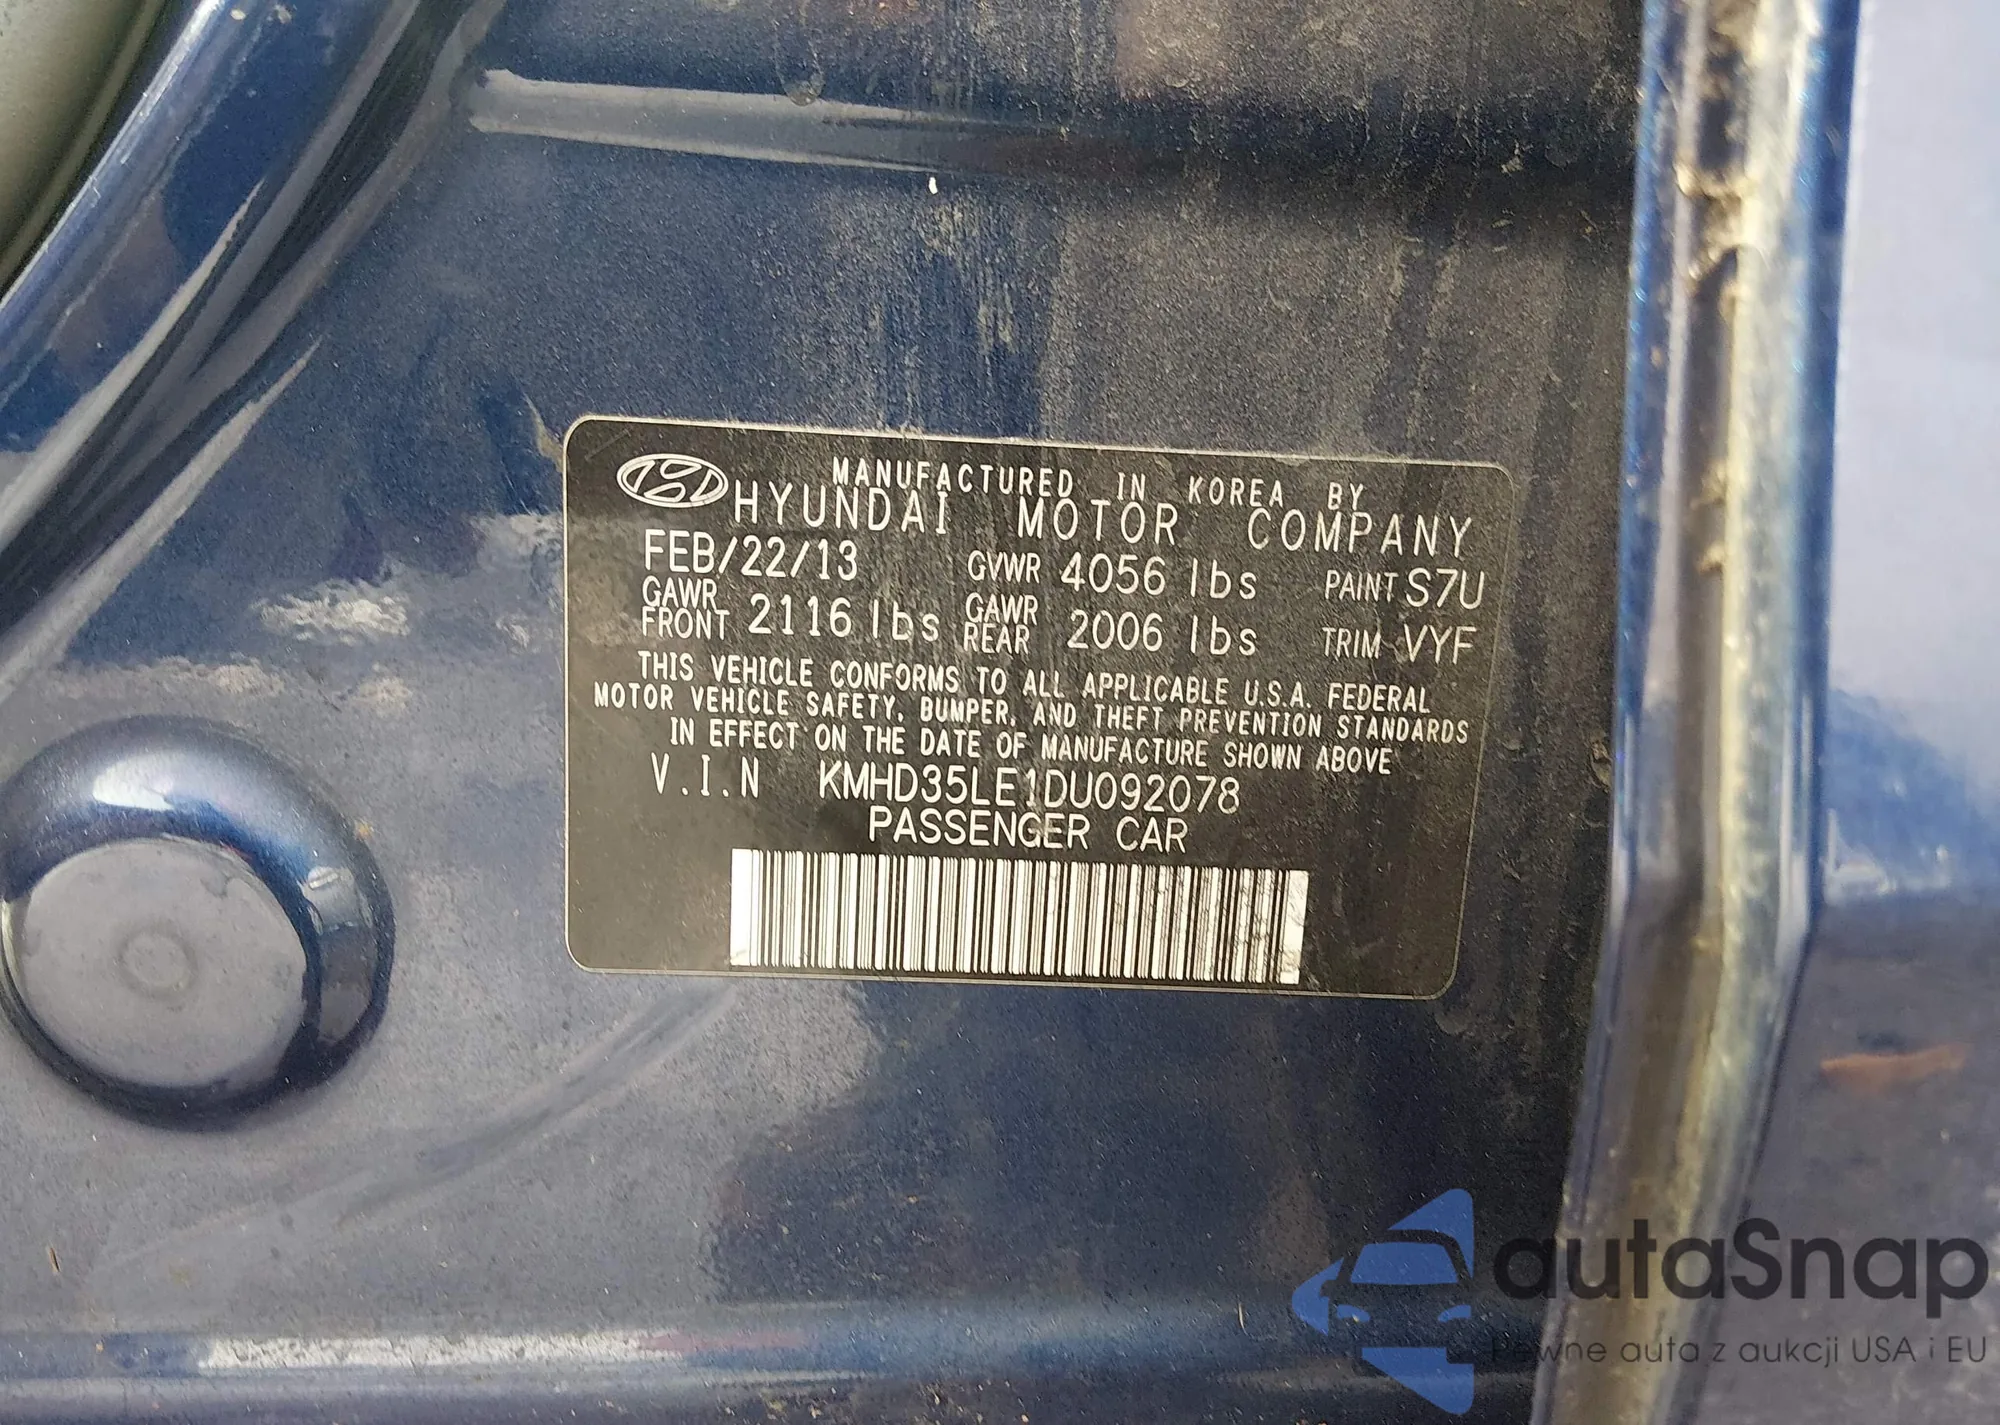 MANUFACTURED IN KOREA BY
HYUNDAI MOTOR COMPANY
FEB/22/13 GVWR 4056 lbs PAINT S7U
GAWR FRONT 2116 lbs GAWR REAR 2006 lbs TRIM VYF
THIS VEHICLE CONFORMS TO ALL APPLICABLE U.S.A. FEDERAL
MOTOR VEHICLE SAFETY, BUMPER, AND THEFT PREVENTION STANDARDS
IN EFFECT ON THE DATE OF MANUFACTURE SHOWN ABOVE
V.I.N KMHD35LE1DU092078
PASSENGER CAR
autaSnap
Pewne auta z aukcji USA i EU